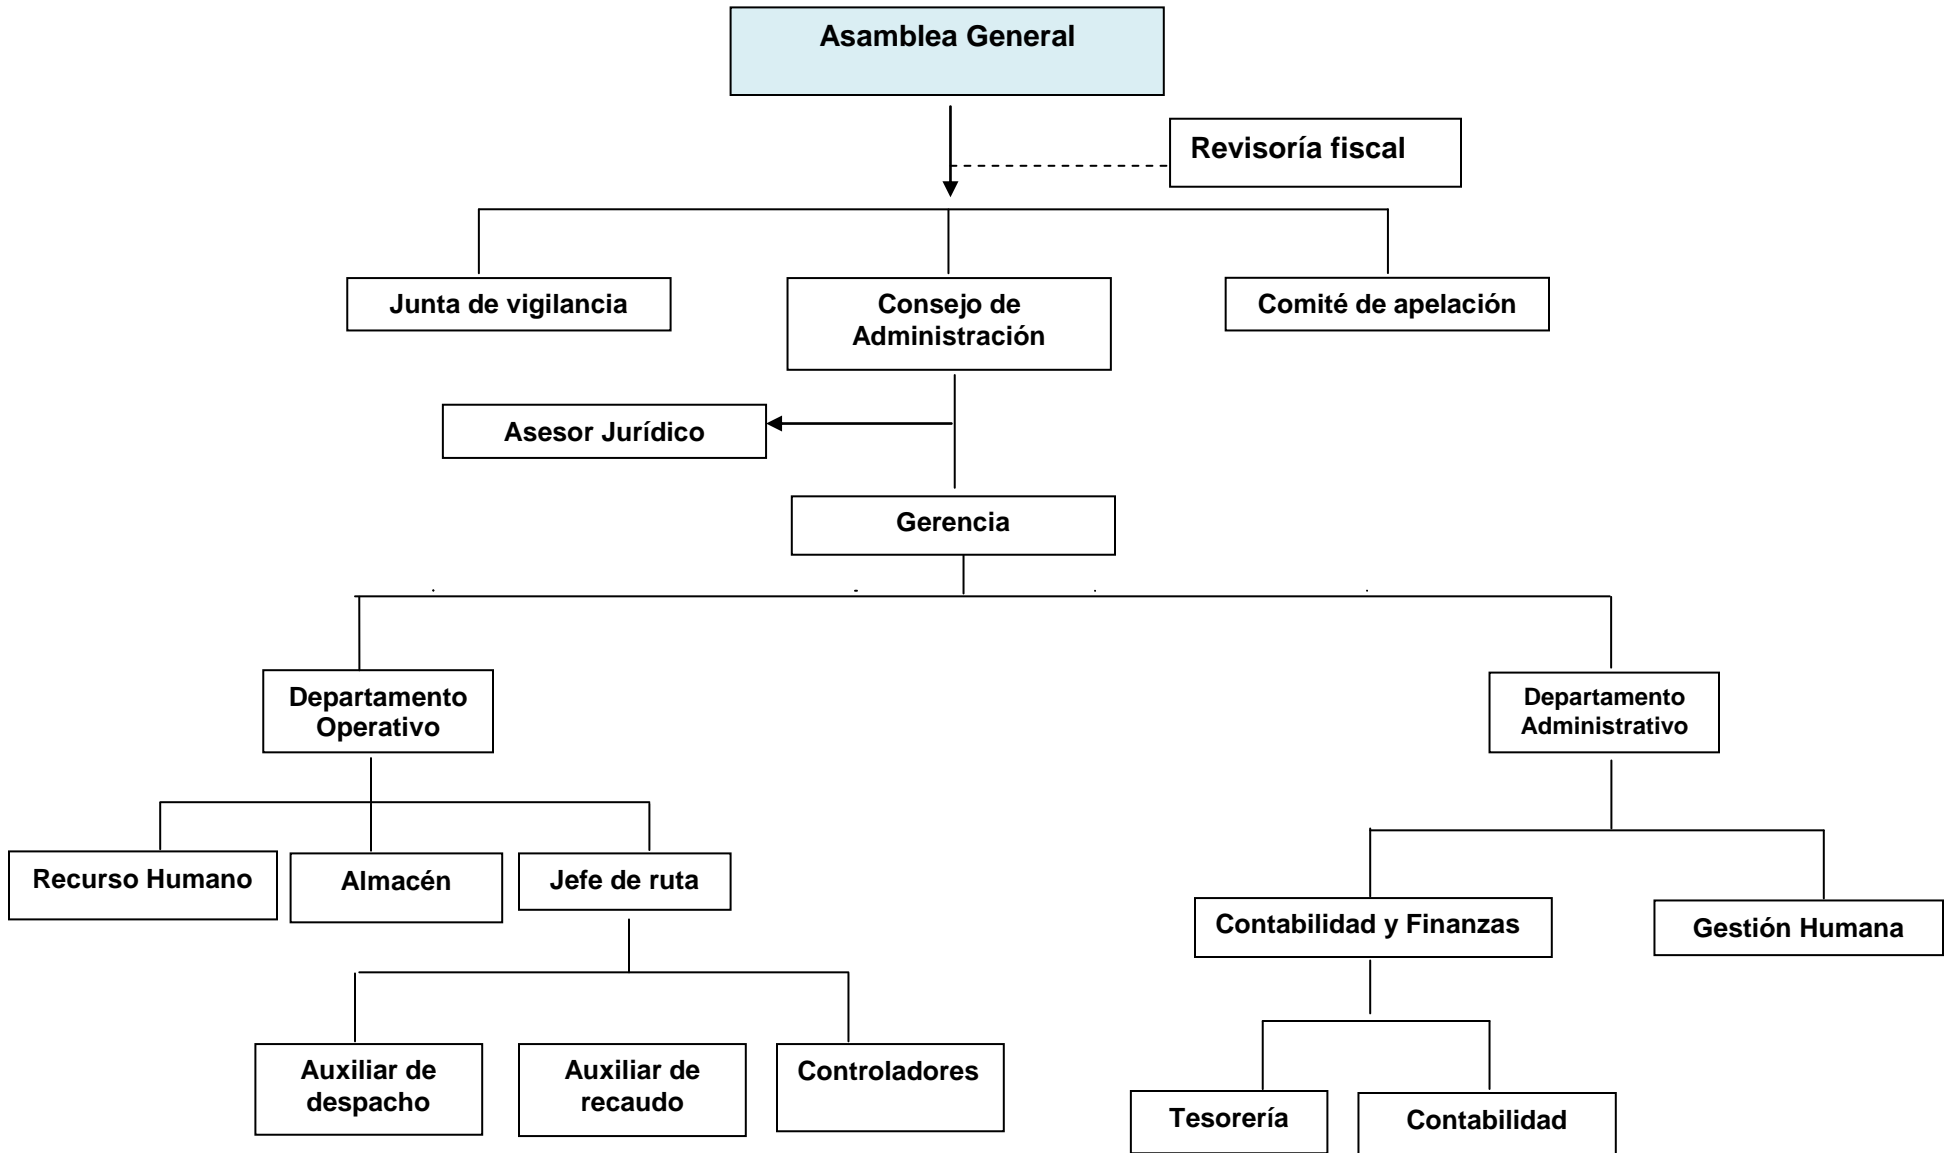 Asamblea General
Revisoría fiscal
Junta de vigilancia
Consejo de
Administración
Comité de apelación
Asesor Jurídico
Gerencia
Departamento
Operativo
Departamento
Administrativo
Recurso Humano
Almacén
Jefe de ruta
Contabilidad y Finanzas
Gestión Humana
Auxiliar de
despacho
Auxiliar de
recaudo
Controladores
Tesorería
Contabilidad